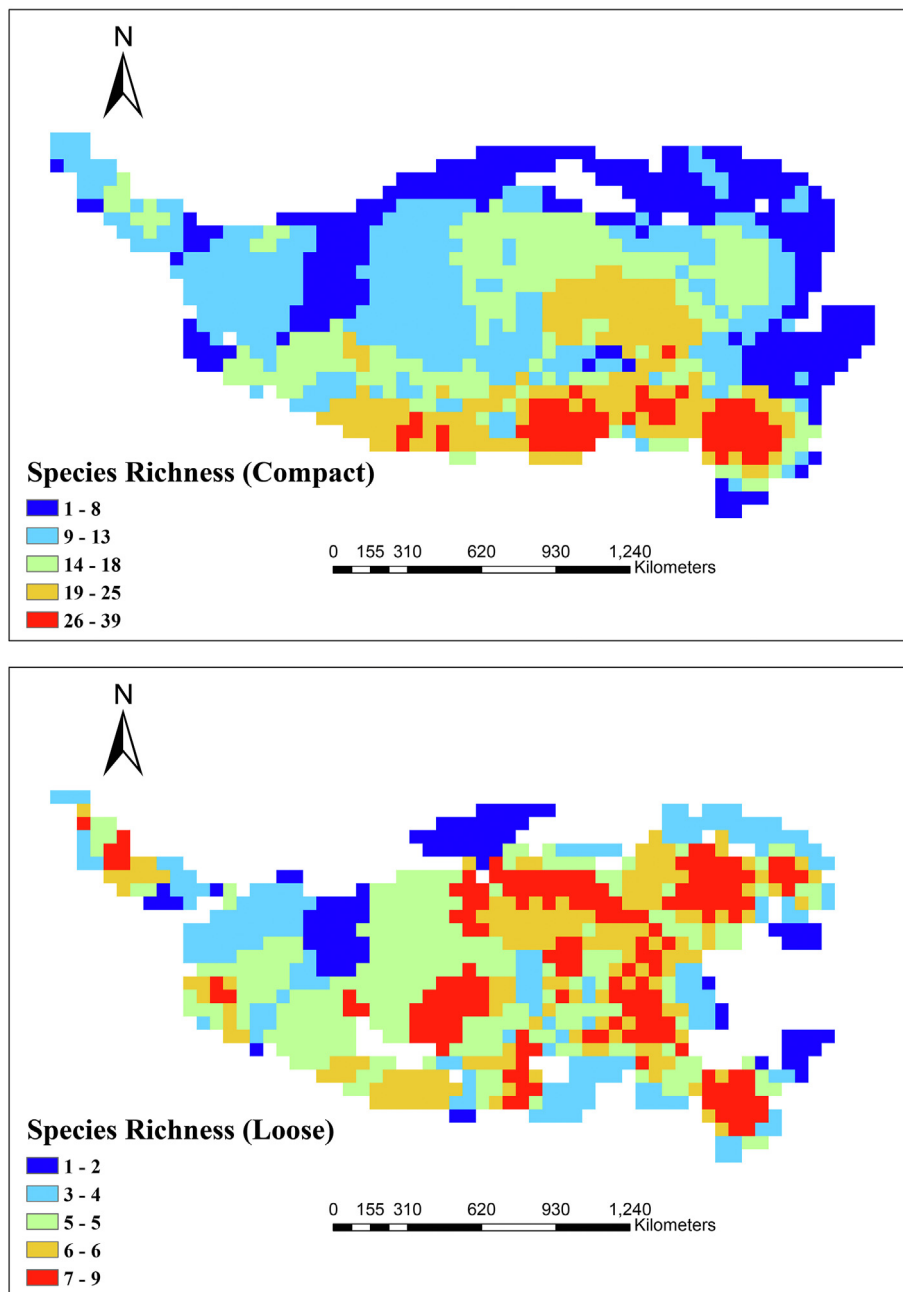 N
Species Richness (Compact)
1 - 8
9 - 13
14 - 18
19 - 25
26 - 39
0 155 310 620 930 1,240
Kilometers
N
Species Richness (Loose)
1 - 2
3 - 4
5 - 5
6 - 6
7 - 9
0 155 310 620 930 1,240
Kilometers